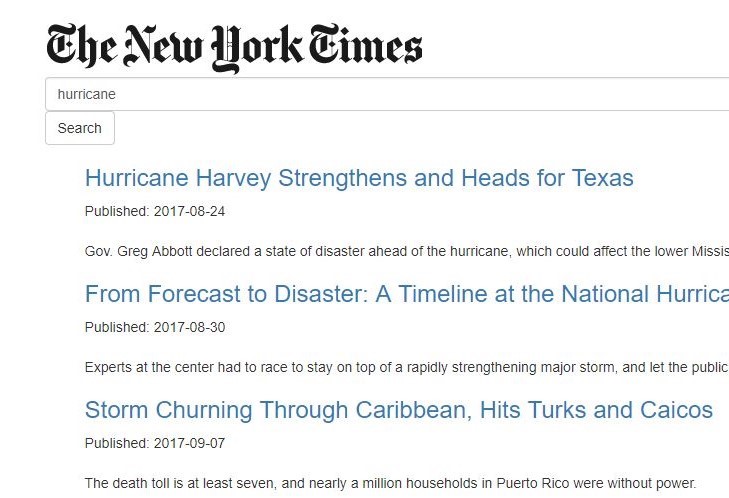 The New York Times
hurricane
Search
Hurricane Harvey Strengthens and Heads for Texas
Published: 2017-08-24
Gov. Greg Abbott declared a state of disaster ahead of the hurricane, which could affect the lower Missis
From Forecast to Disaster: A Timeline at the National Hurrica
Published: 2017-08-30
Experts at the center had to race to stay on top of a rapidly strengthening major storm, and let the public
Storm Churning Through Caribbean, Hits Turks and Caicos
Published: 2017-09-07
The death toll is at least seven, and nearly a million households in Puerto Rico were without power.